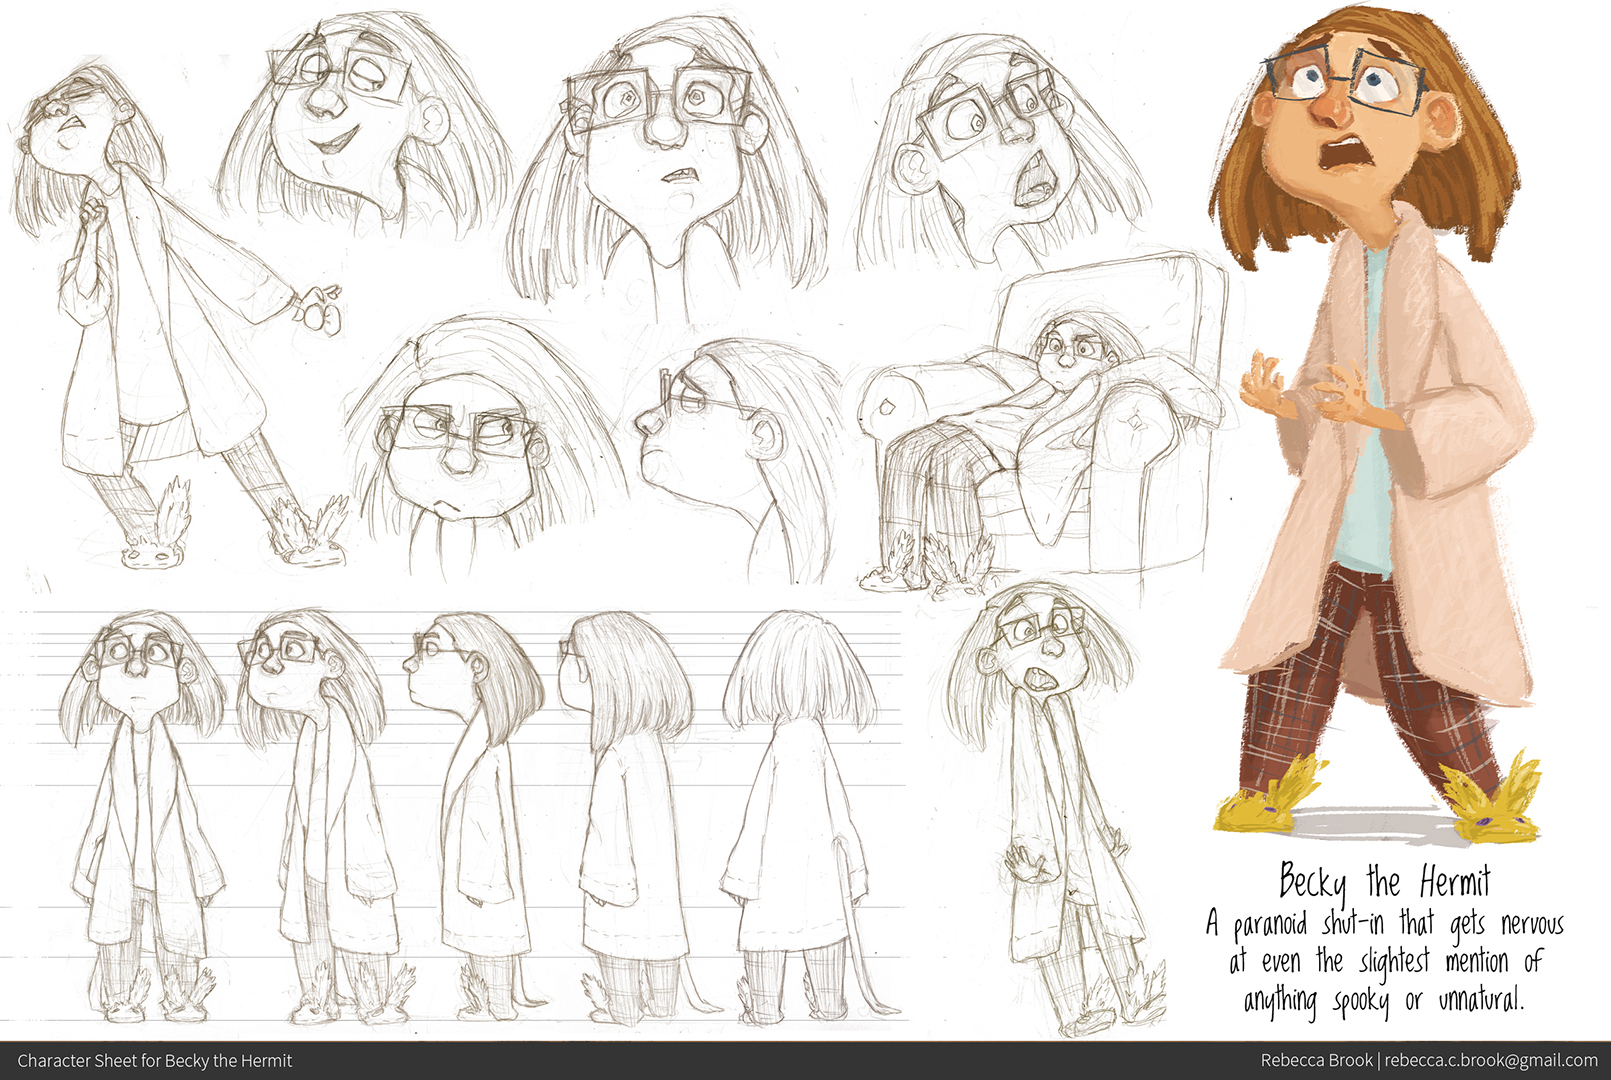 Becky the Hermit
A paranoid shut-in that gets nervous
at even the slightest mention of
anything spooky or unnatural.
Character Sheet for Becky the Hermit
Rebecca Brook | rebecca.c.brook@gmail.com